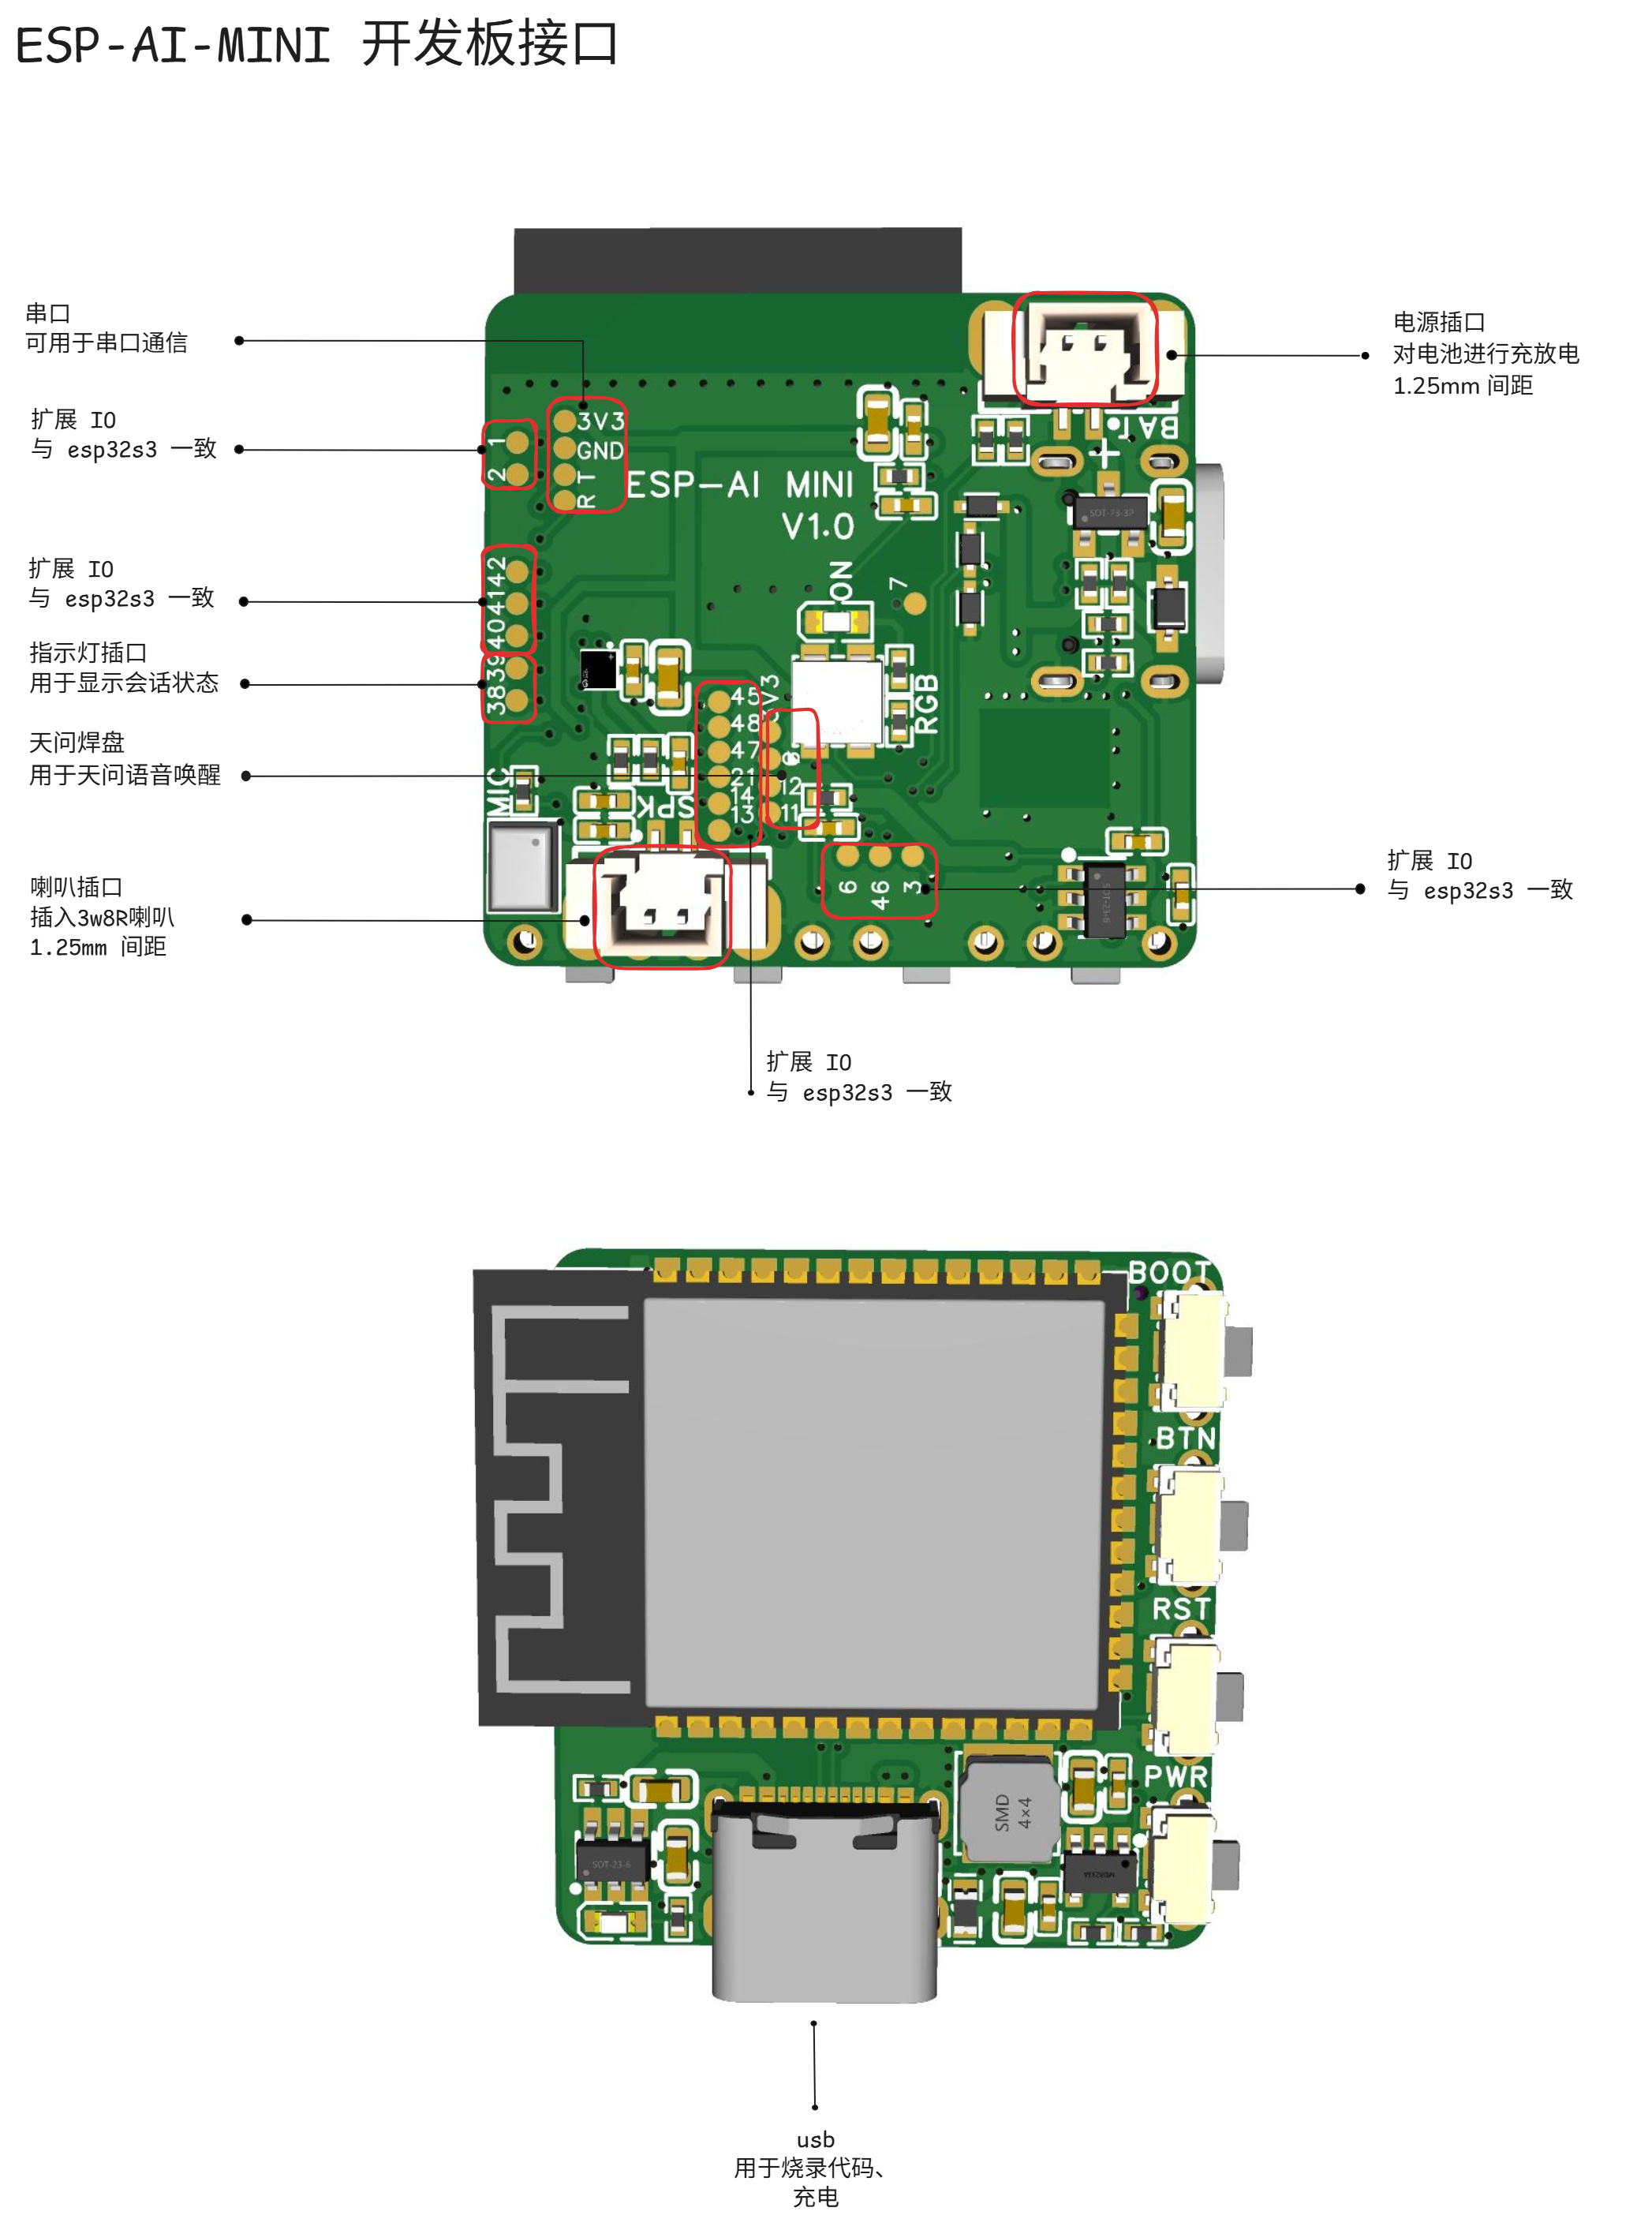 ESP-AI-MINI 开发板接口
串口
可用于串口通信
扩展 IO
与 esp32s3 一致
扩展 IO
与 esp32s3 一致
指示灯插口
用于显示会话状态
天问焊盘
用于天问语音唤醒
喇叭插口
插入3w8R喇叭
1.25mm 间距
电源插口
对电池进行充放电
1.25mm 间距
扩展 IO
与 esp32s3 一致
扩展 IO
与 esp32s3 一致
3V3
GND
T
R
1
2
ESP-AI MINI
V1.0
BAT
+
ON
7
42
41
40
39
38
RGB
45
48
47
21
14
13
12
11
MIC
SPK
6
46
3
BOOT
BTN
RST
PWR
SMD
4×4
SOT-23-6
usb
用于烧录代码、
充电